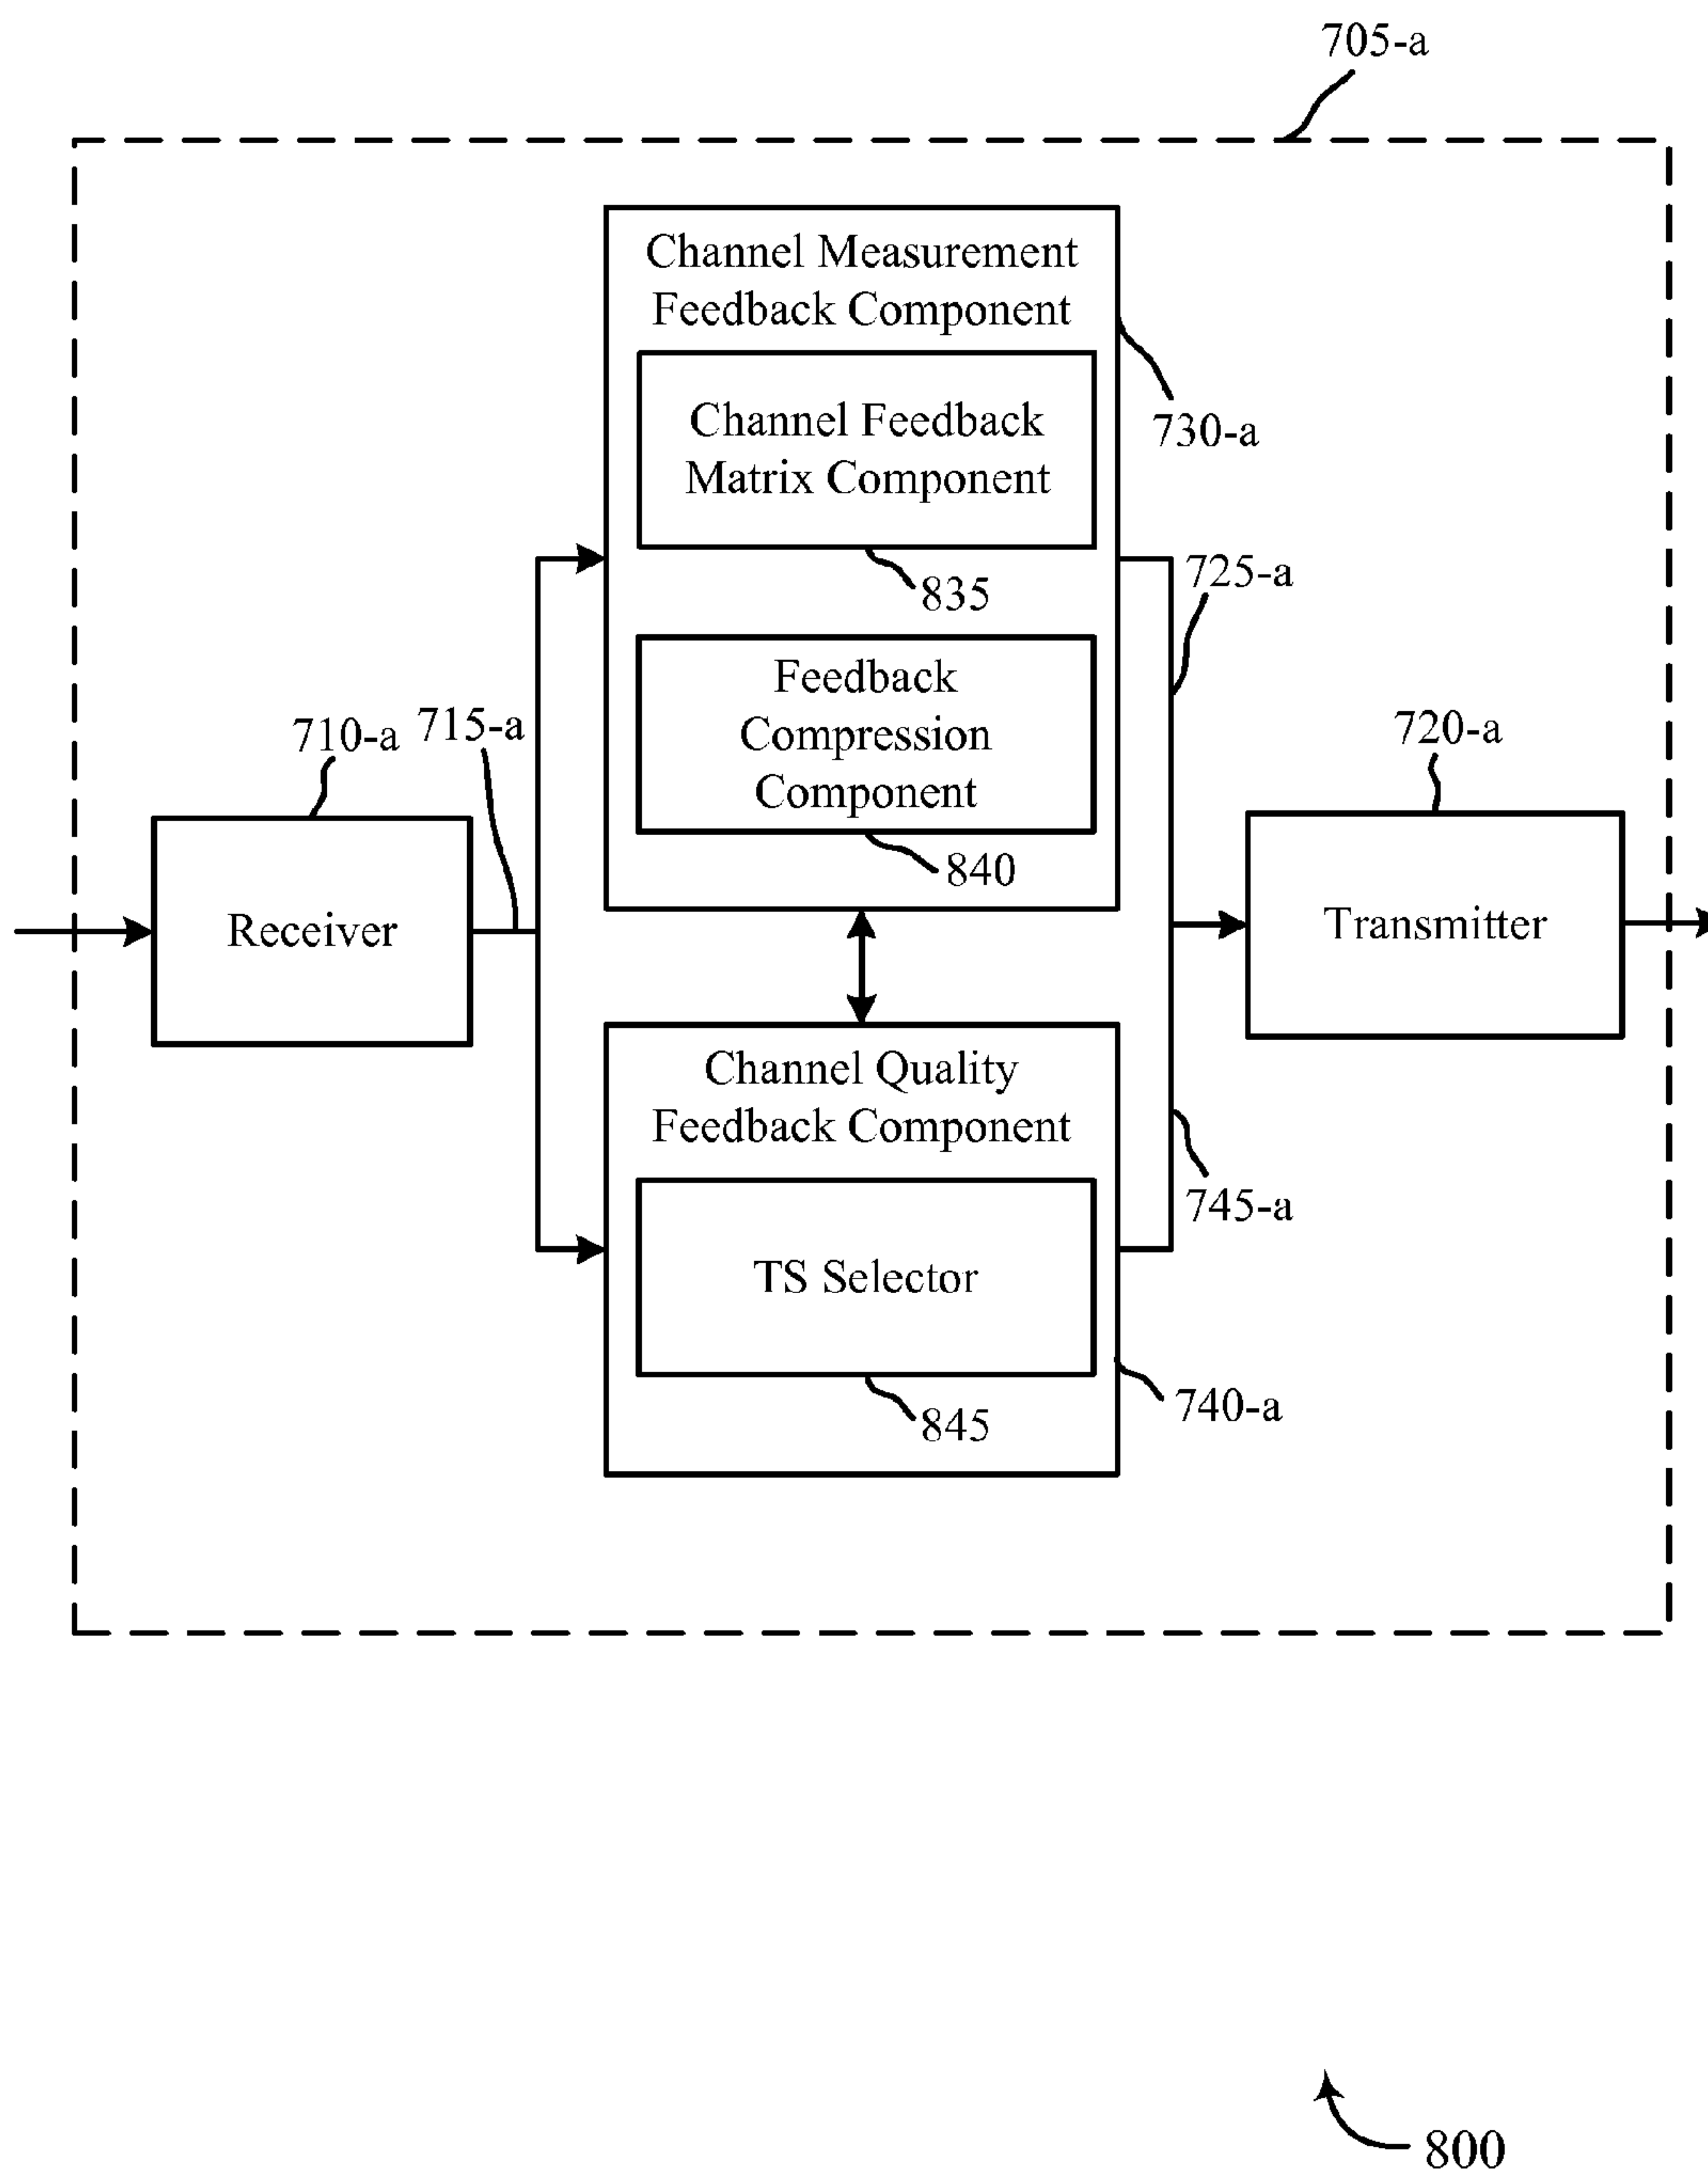 705-a
Channel Measurement
Feedback Component
730-a
Channel Feedback
Matrix Component
835
725-a
Feedback
Compression
Component
840
710-a
715-a
720-a
Receiver
Transmitter
Channel Quality
Feedback Component
745-a
TS Selector
740-a
845
800